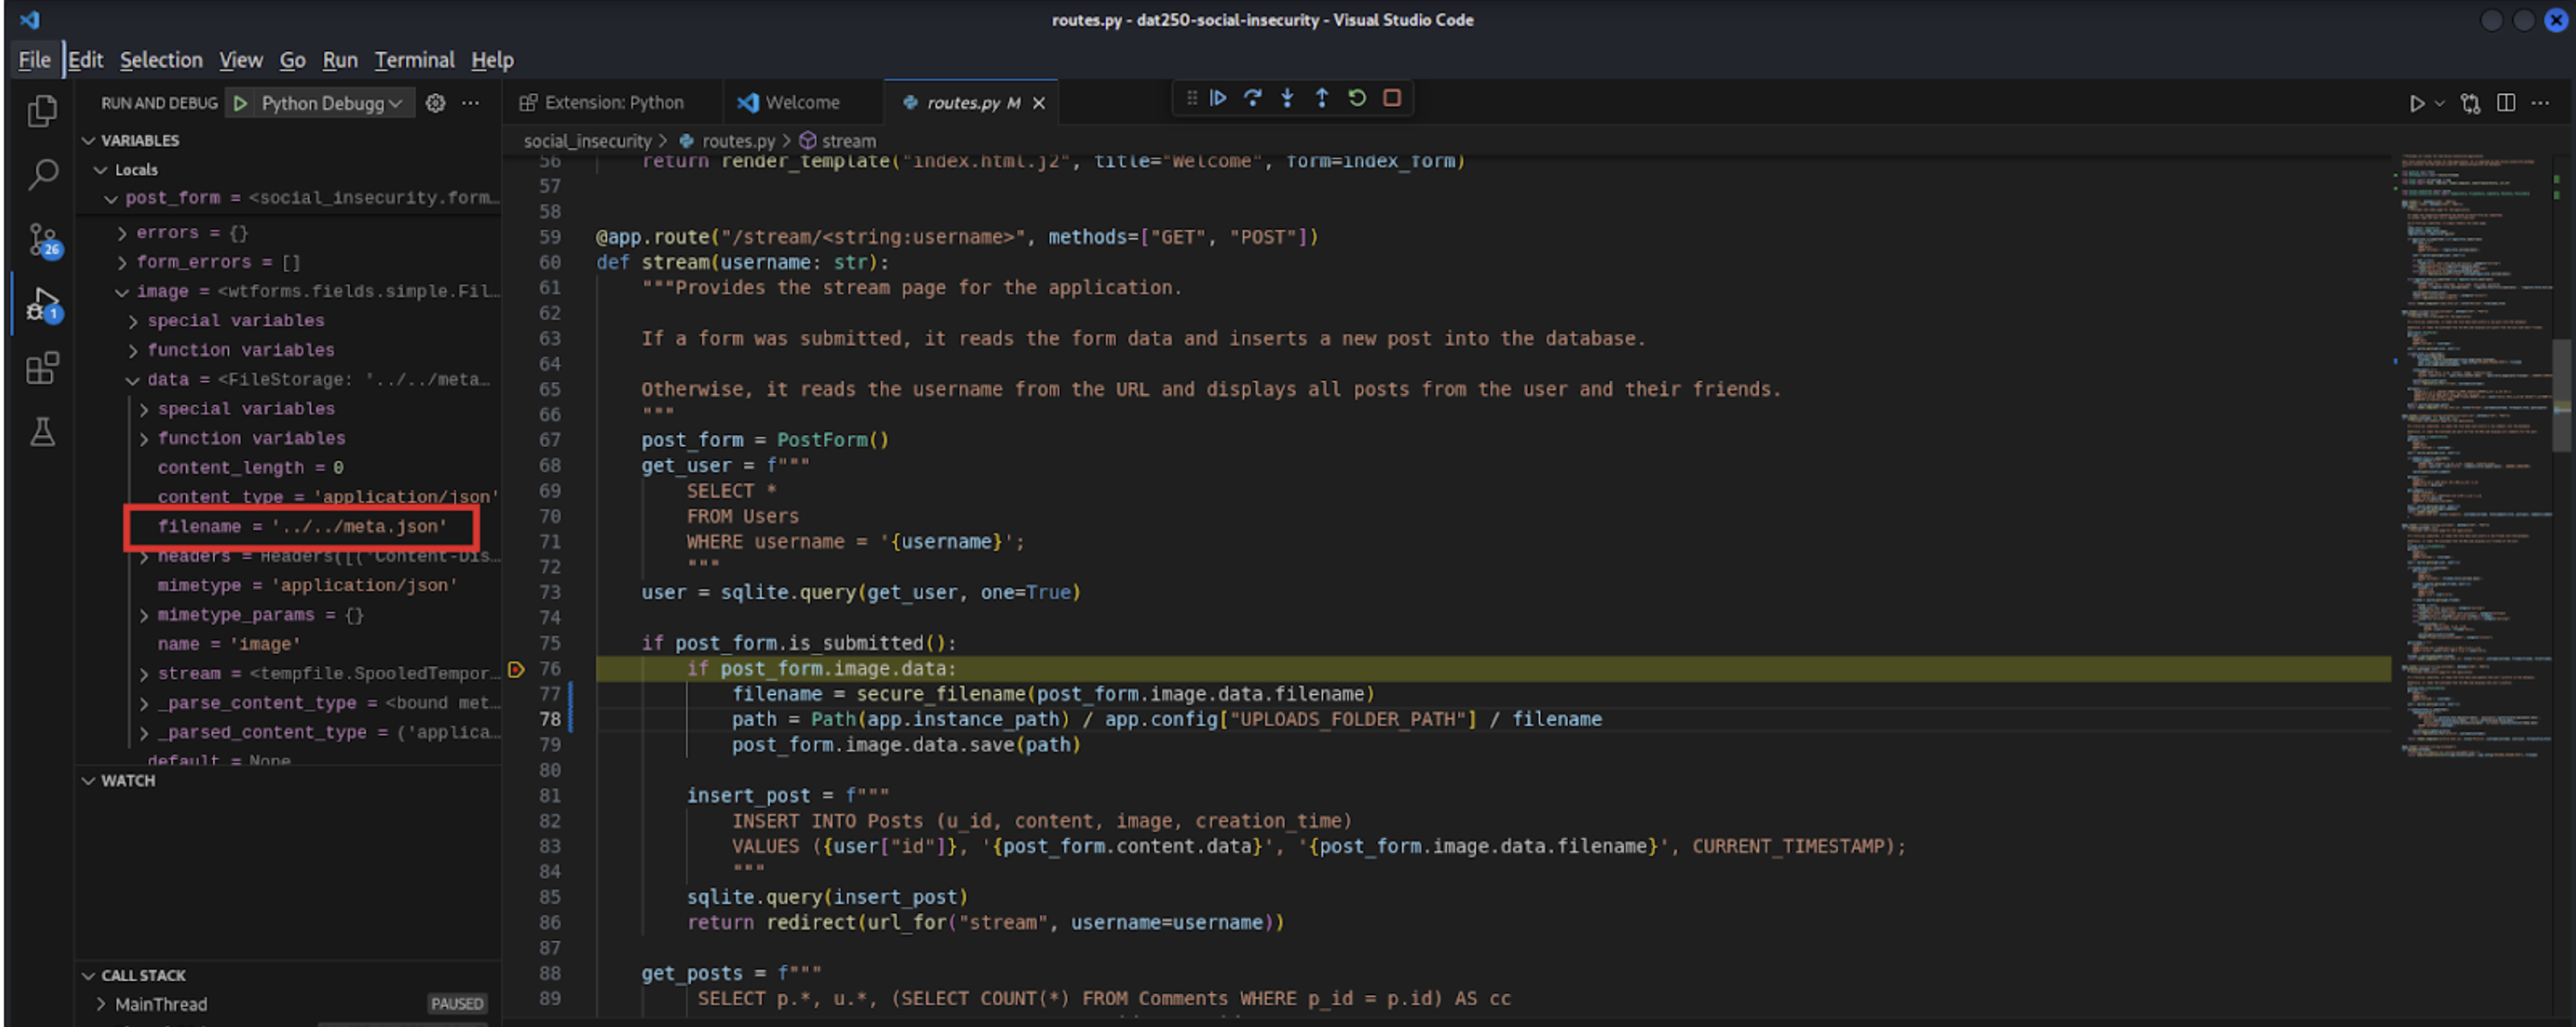 routes.py - dat250-social-insecurity - Visual Studio Code
File Edit Selection View Go Run Terminal Help
RUN AND DEBUG Python Debugg
Extension: Python Welcome routes.py M
VARIABLES
Locals
post_form = <social_insecurity.form…
errors = {}
form_errors = []
image = <wtforms.fields.simple.Fil…
special variables
function variables
data = <FileStorage: '../../meta…
special variables
function variables
content_length = 0
content_type = 'application/json'
filename = '../../meta.json'
headers = Headers([('Content-Dis…
mimetype = 'application/json'
mimetype_params = {}
name = 'image'
stream = <tempfile.SpooledTempor…
_parse_content_type = <bound met…
_parsed_content_type = ('applica…
default = None
WATCH
CALL STACK
MainThread PAUSED
26
1
social_insecurity > routes.py > stream
56 return render_template("index.html.j2", title="Welcome", form=index_form)
57
58
59 @app.route("/stream/<string:username>", methods=["GET", "POST"])
60 def stream(username: str):
61 """Provides the stream page for the application.
62
63 If a form was submitted, it reads the form data and inserts a new post into the database.
64
65 Otherwise, it reads the username from the URL and displays all posts from the user and their friends.
66 """
67 post_form = PostForm()
68 get_user = f"""
69 SELECT *
70 FROM Users
71 WHERE username = '{username}';
72 """
73 user = sqlite.query(get_user, one=True)
74
75 if post_form.is_submitted():
76 if post_form.image.data:
77 filename = secure_filename(post_form.image.data.filename)
78 path = Path(app.instance_path) / app.config["UPLOADS_FOLDER_PATH"] / filename
79 post_form.image.data.save(path)
80
81 insert_post = f"""
82 INSERT INTO Posts (u_id, content, image, creation_time)
83 VALUES ({user["id"]}, '{post_form.content.data}', '{post_form.image.data.filename}', CURRENT_TIMESTAMP);
84 """
85 sqlite.query(insert_post)
86 return redirect(url_for("stream", username=username))
87
88 get_posts = f"""
89 SELECT p.*, u.*, (SELECT COUNT(*) FROM Comments WHERE p_id = p.id) AS cc